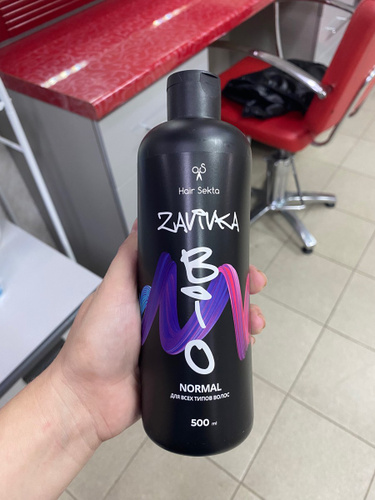 Hair Sekta
ZAVIVKA
BIO
NORMAL
ДЛЯ ВСЕХ ТИПОВ ВОЛОС
500 ml